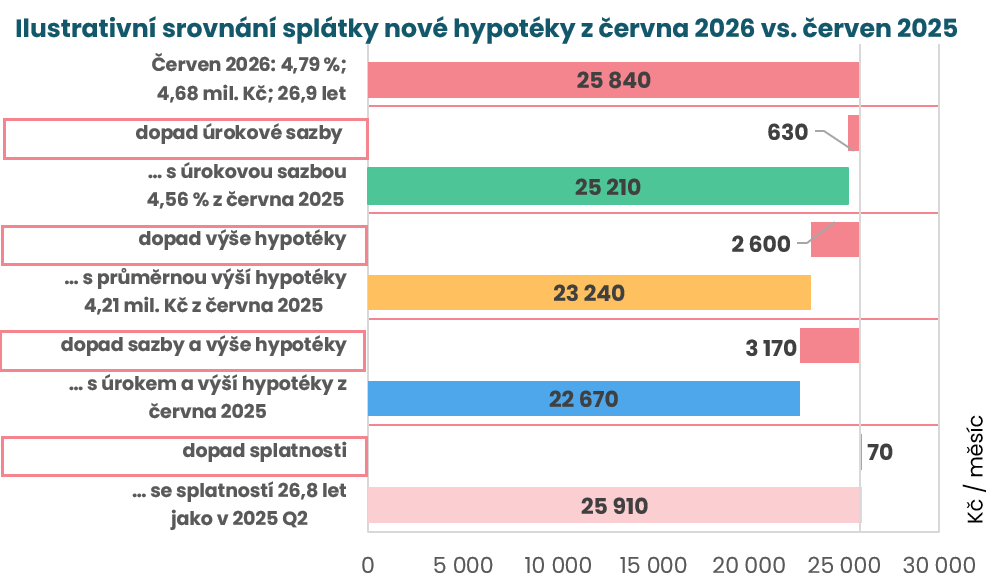 Ilustrativní srovnání splátky nové hypotéky z června 2026 vs. červen 2025
Červen 2026: 4,79 %;
4,68 mil. Kč; 26,9 let
25 840
dopad úrokové sazby
630
... s úrokovou sazbou
4,56 % z června 2025
25 210
dopad výše hypotéky
2 600
... s průměrnou výší hypotéky
4,21 mil. Kč z června 2025
23 240
dopad sazby a výše hypotéky
3 170
... s úrokem a výší hypotéky z
června 2025
22 670
dopad splatnosti
70
... se splatností 26,8 let
jako v 2025 Q2
25 910
Kč / měsíc
0 5 000 10 000 15 000 20 000 25 000 30 000